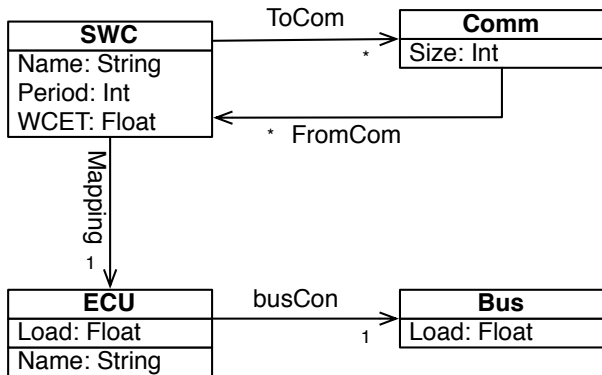 SWC
Name: String
Period: Int
WCET: Float
ToCom
*
Comm
Size: Int
* FromCom
Mapping
1
ECU
Load: Float
Name: String
busCon
1
Bus
Load: Float